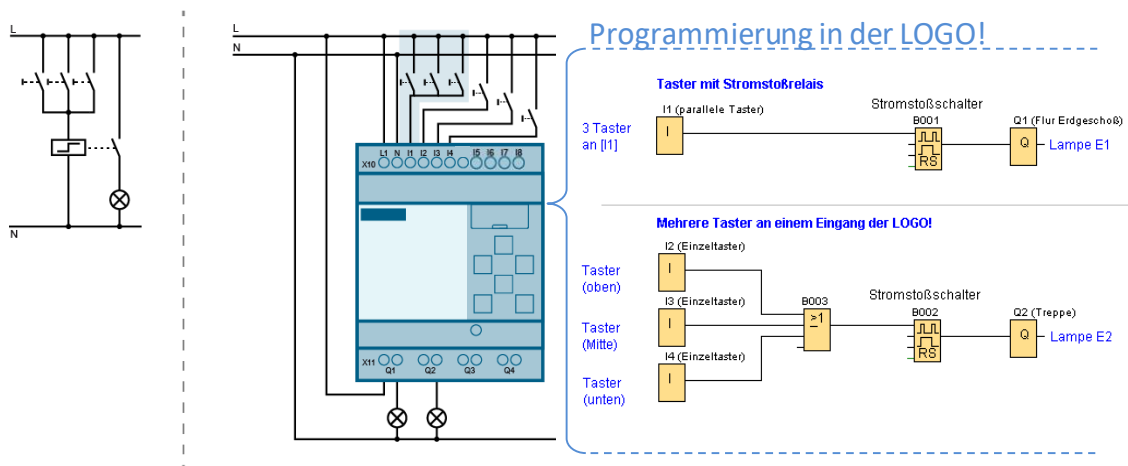 L
N
L
N
L1 N I1 I2 I3 I4 I5 I6 I7 I8
X10
X11
Q1 Q2 Q3 Q4
Programmierung in der LOGO!
Taster mit Stromstoßrelais
I1 (parallele Taster)
Stromstoßschalter
B001
Q1 (Flur Erdgeschoß)
3 Taster
an [I1]
I
RS
Q
Lampe E1
Mehrere Taster an einem Eingang der LOGO!
I2 (Einzeltaster)
I
Taster
(oben)
I3 (Einzeltaster)
I
Taster
(Mitte)
I4 (Einzeltaster)
I
Taster
(unten)
B003
≥1
Stromstoßschalter
B002
RS
Q2 (Treppe)
Q
Lampe E2